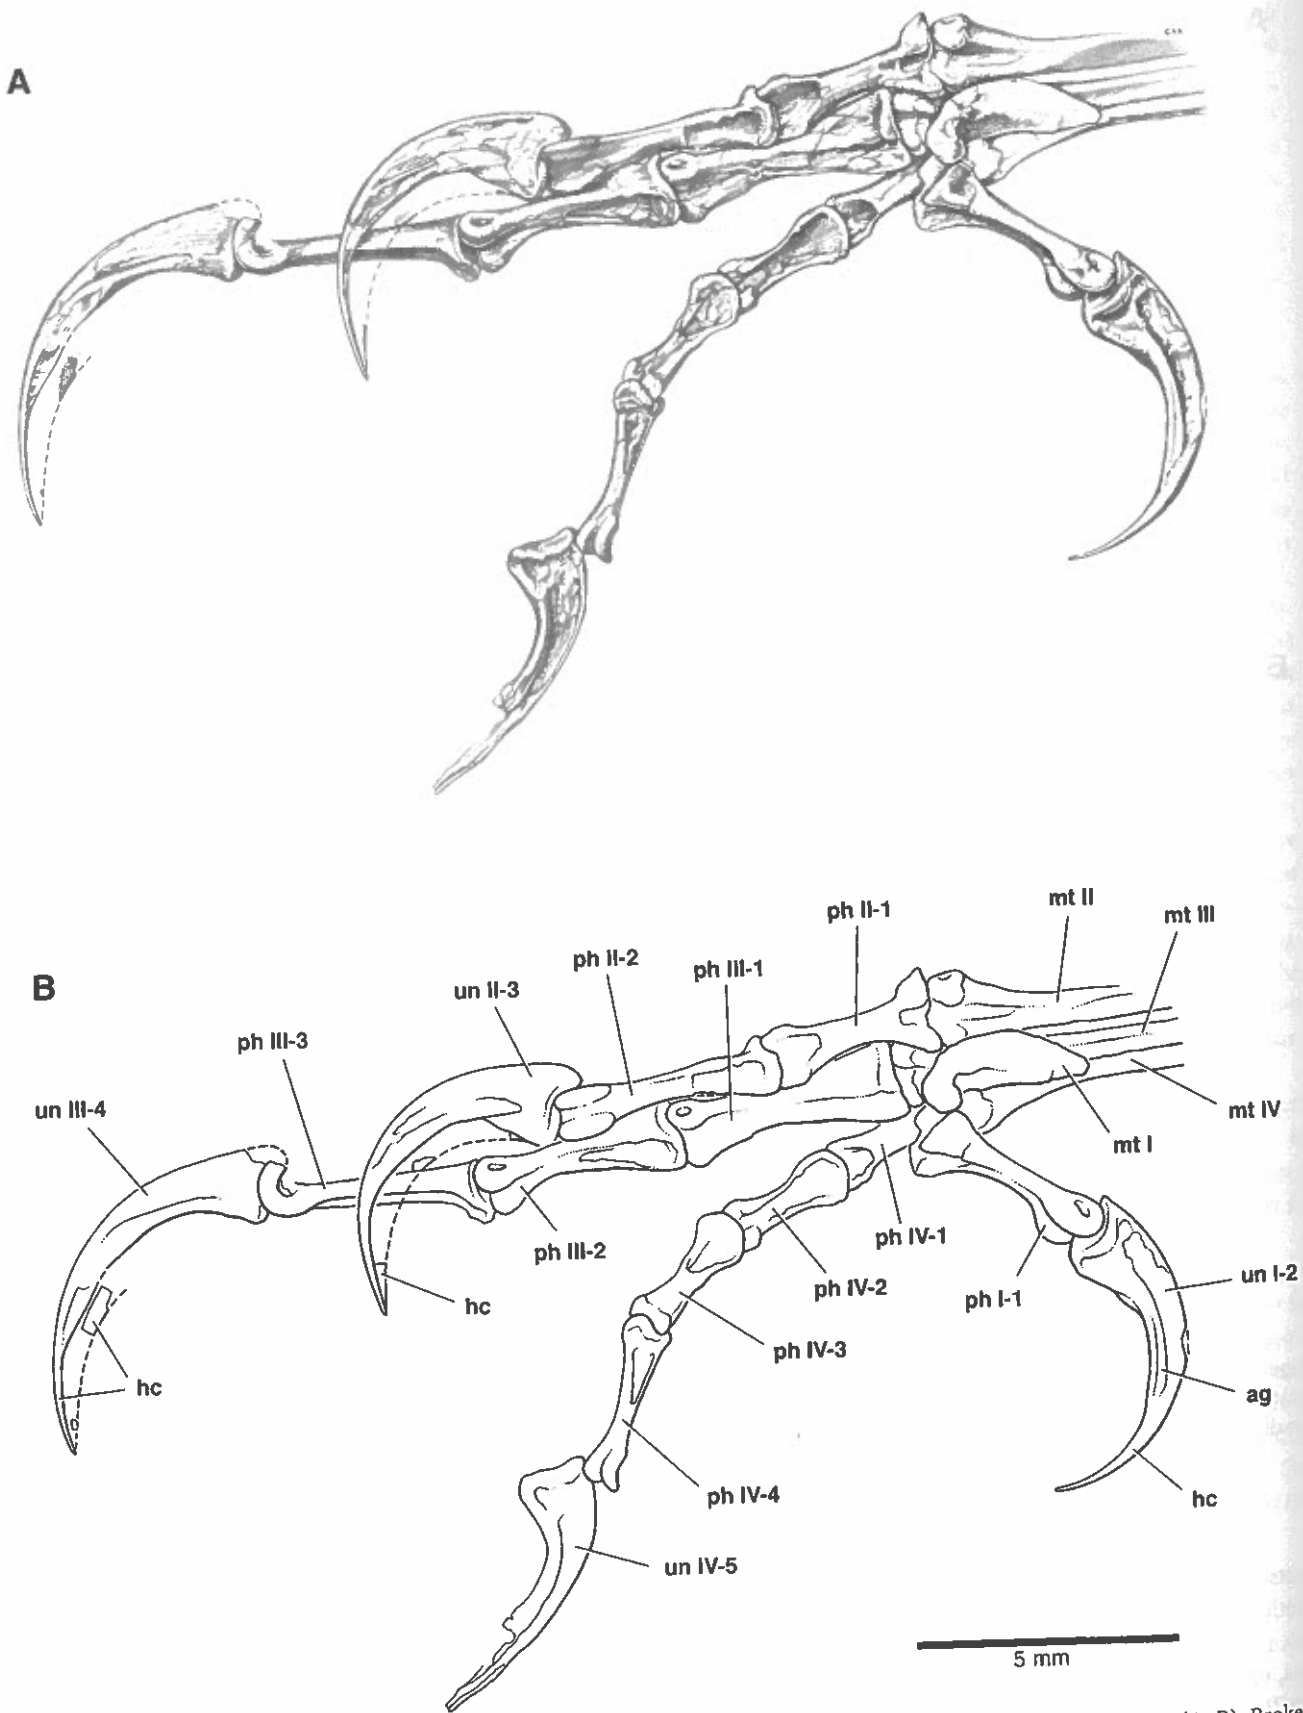 A
B
ph II-1
mt II
mt III
ph II-2
ph III-1
un II-3
ph III-3
un III-4
mt IV
mt I
ph III-2
ph IV-1
ph IV-2
ph I-1
un I-2
hc
ph IV-3
hc
ag
ph IV-4
hc
un IV-5
5 mm